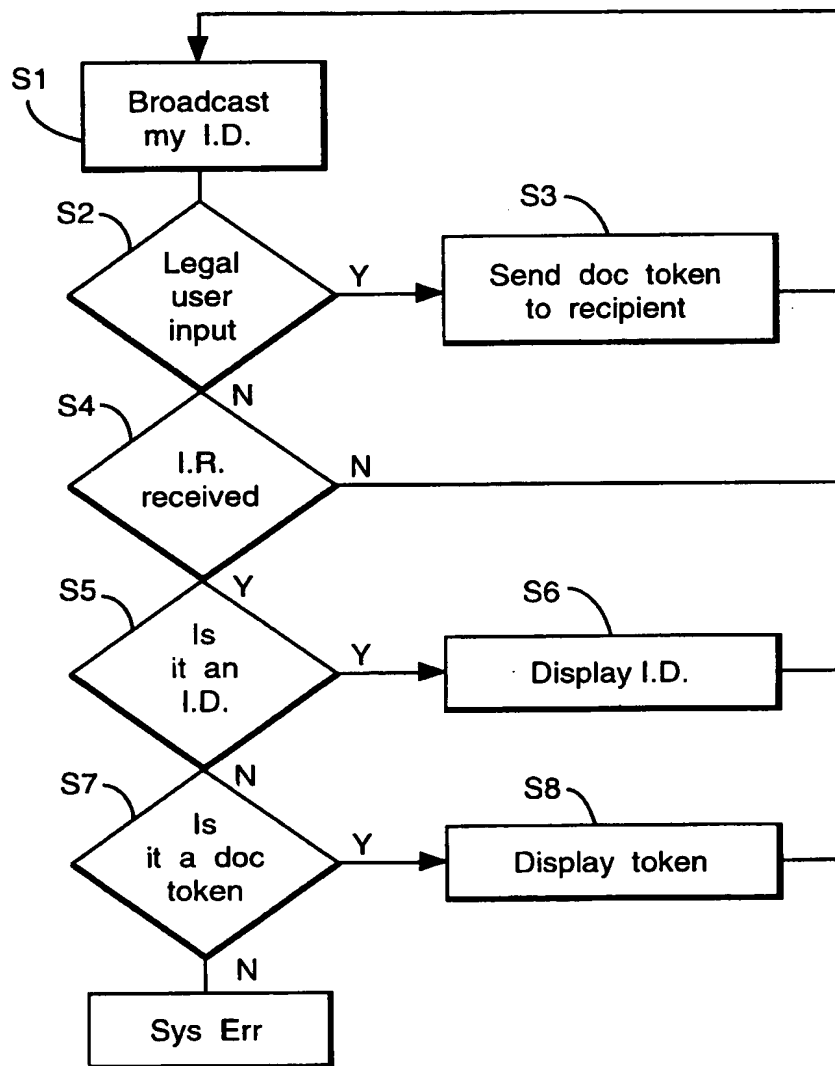 S1
Broadcast
my I.D.
S2
Legal
user
input
Y
S3
Send doc token
to recipient
N
S4
I.R.
received
N
Y
S5
Is
it an
I.D.
Y
S6
Display I.D.
N
S7
Is
it a doc
token
Y
S8
Display token
N
Sys Err